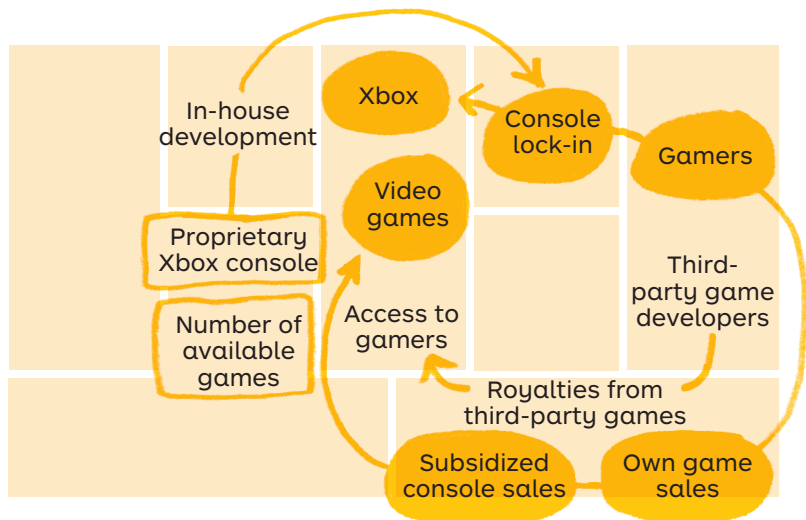 In-house
development
Proprietary
Xbox console
Number of
available
games
Xbox
Video
games
Access to
gamers
Console
lock-in
Gamers
Third-
party game
developers
Royalties from
third-party games
Subsidized
console sales
Own game
sales